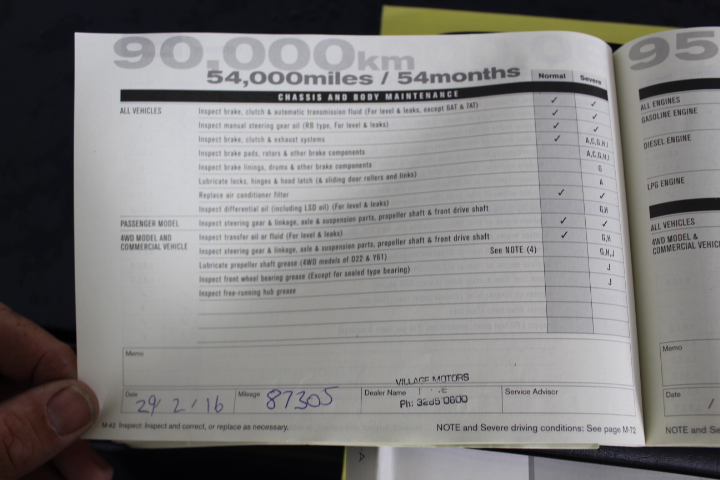 90,000km
54,000miles / 54months
Normal Severe
CHASSIS AND BODY MAINTENANCE
ALL VEHICLES Inspect brake, clutch & automatic transmission fluid (For level & leaks, except 6AT & 7AT) ✓ ✓
Inspect manual steering gear oil (RB type, For level & leaks) ✓ ✓
Inspect brake, clutch & exhaust systems ✓ ✓
Inspect brake pads, rotors & other brake components A,C,G,H,I
Inspect brake linings, drums & other brake components A,C,G,H,I
Lubricate locks, hinges & hood latch (& sliding door rollers and links) G
Replace air conditioner filter A
Inspect differential oil (including LSD oil) (For level & leaks) ✓ ✓
PASSENGER MODEL Inspect steering gear & linkage, axle & suspension parts, propeller shaft & front drive shaft G,H
4WD MODEL AND COMMERCIAL VEHICLE Inspect transfer oil or fluid (For level & leaks) ✓ ✓
Inspect steering gear & linkage, axle & suspension parts, propeller shaft & front drive shaft ✓ G,H
Lubricate propeller shaft grease (4WD models of D22 & Y61) See NOTE (4) G,H,J
Inspect front wheel bearing grease (Except for sealed type bearing) J
Inspect free-running hub grease J
Memo
Date 29/2/16 Mileage 87305 Dealer Name VILLAGE MOTORS
Ph: 3285 0600
Service Advisor
M-42 Inspect: Inspect and correct, or replace as necessary. NOTE and Severe driving conditions: See page M-72
95
ALL ENGINES
GASOLINE ENGINE
DIESEL ENGINE
LPG ENGINE
ALL VEHICLES
4WD MODEL &
COMMERCIAL VEHICLE
Memo
Date /
NOTE and Se